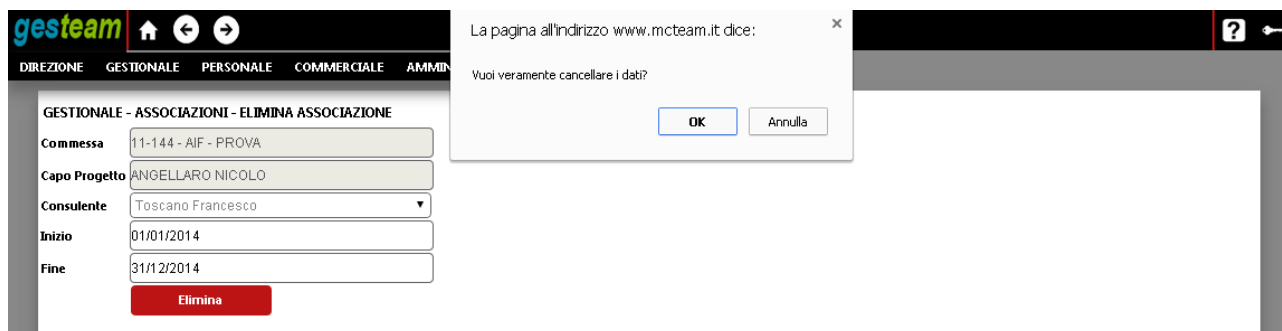 gesteam
?
La pagina all'indirizzo www.mcteam.it dice:
×
Vuoi veramente cancellare i dati?
OK Annulla
DIREZIONE GESTIONALE PERSONALE COMMERCIALE
GESTIONALE - ASSOCIAZIONI - ELIMINA ASSOCIAZIONE
Commessa 11-144 - AIF - PROVA
Capo Progetto ANGELLARO NICOLO
Consulente Toscano Francesco
Inizio 01/01/2014
Fine 31/12/2014
Elimina